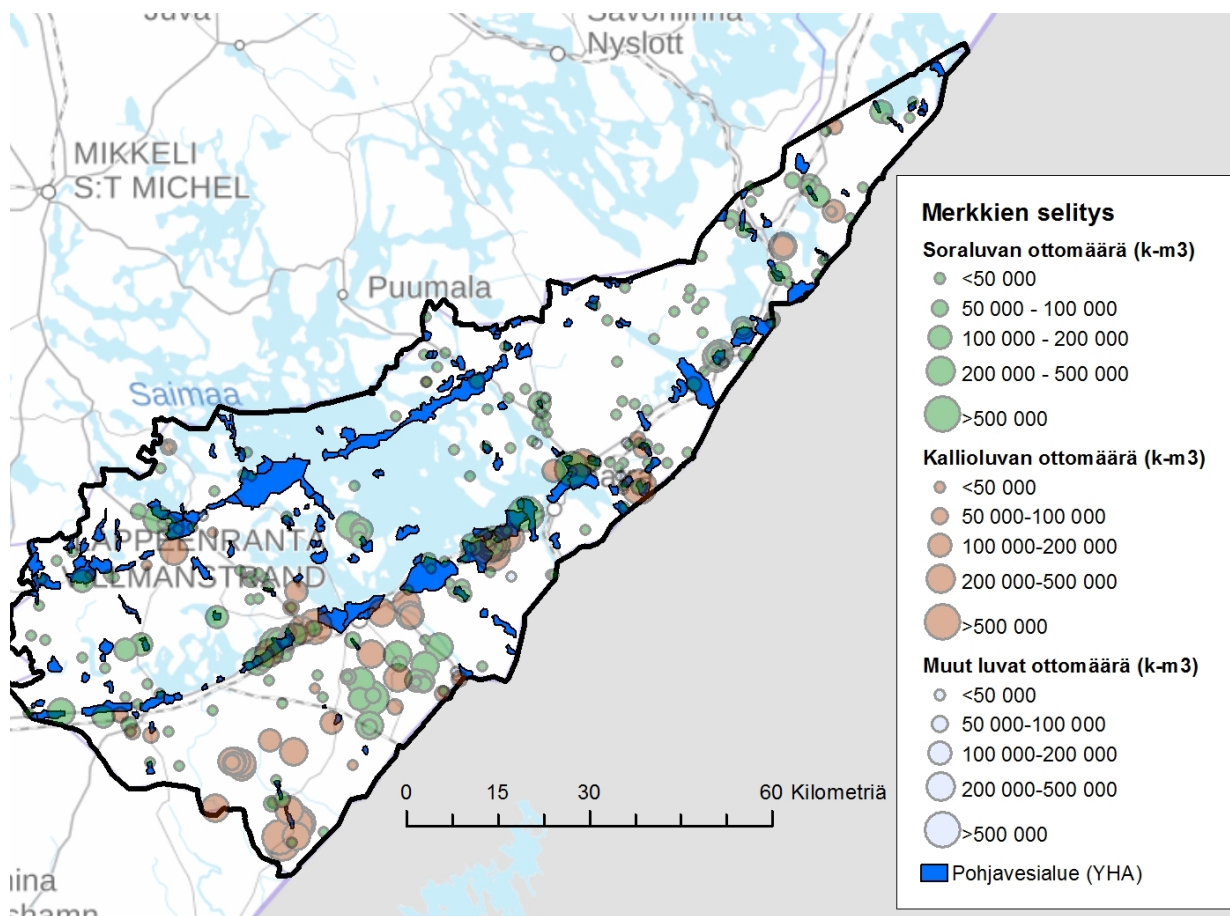 Juva
Savonlinna
Nyslott
MIKKELI
S:T MICHEL
Puumala
Saimaa
LAPPEENRANTA
VILLMANSTRAND
0 15 30 60 Kilometriä
Merkkien selitys
Soraluvan ottomäärä (k-m3)
<50 000
50 000 - 100 000
100 000 - 200 000
200 000 - 500 000
>500 000
Kallioluvan ottomäärä (k-m3)
<50 000
50 000-100 000
100 000-200 000
200 000-500 000
>500 000
Muut luvat ottomäärä (k-m3)
<50 000
50 000-100 000
100 000-200 000
200 000-500 000
>500 000
Pohjavesialue (YHA)